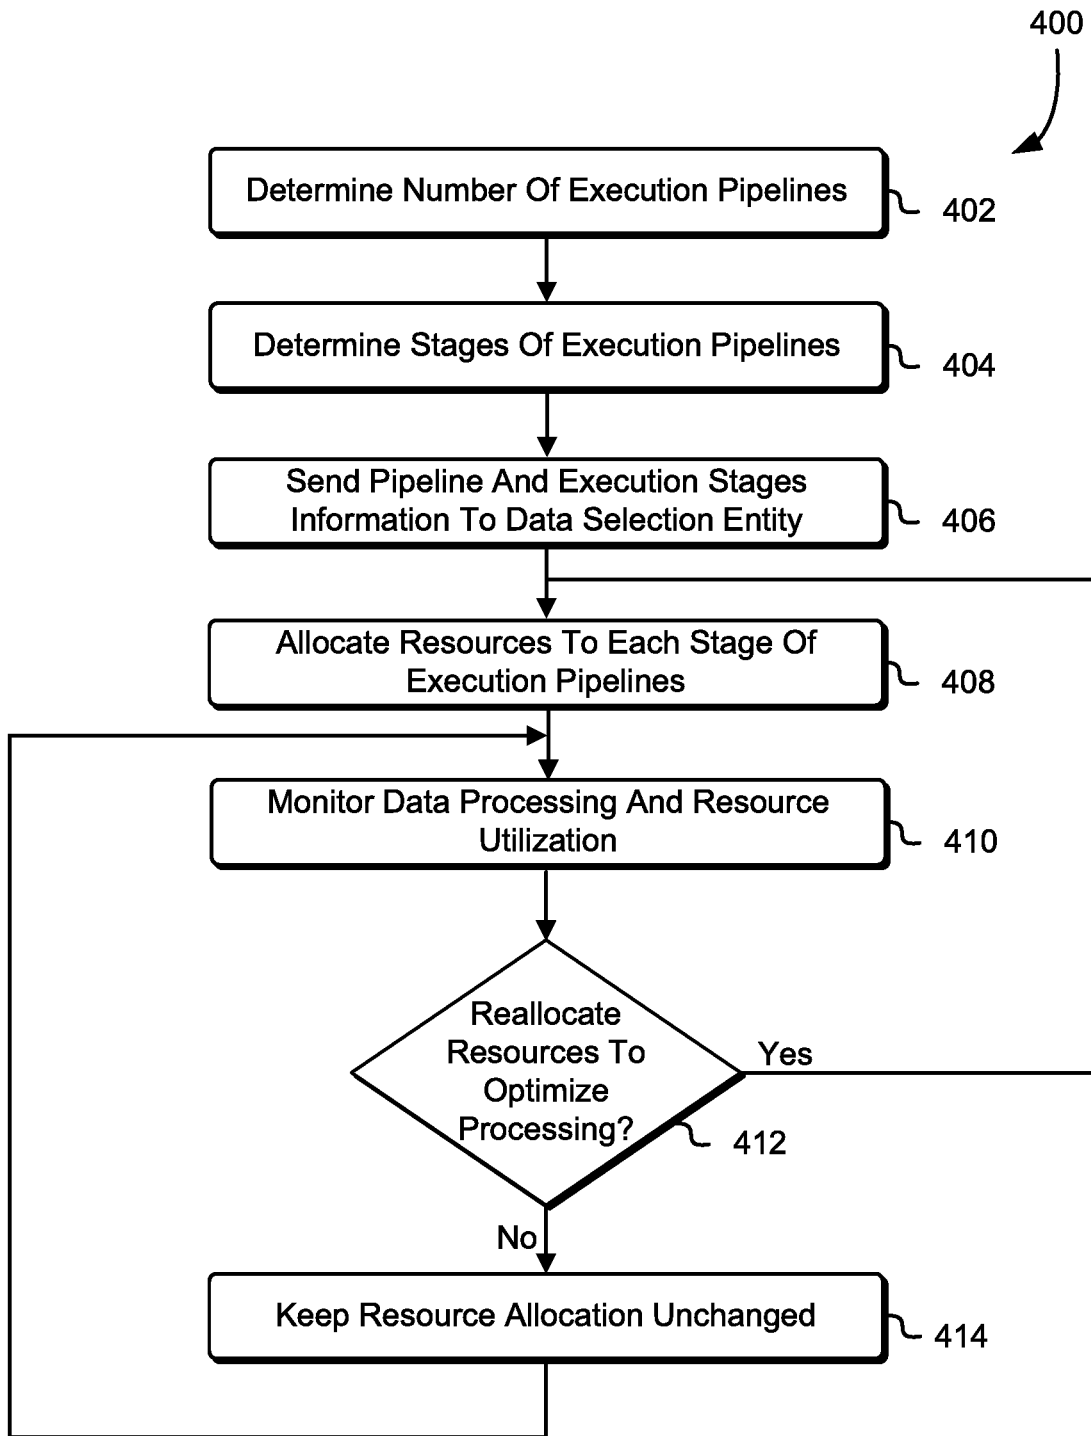 400
Determine Number Of Execution Pipelines
402
Determine Stages Of Execution Pipelines
404
Send Pipeline And Execution Stages
Information To Data Selection Entity
406
Allocate Resources To Each Stage Of
Execution Pipelines
408
Monitor Data Processing And Resource
Utilization
410
Reallocate
Resources To
Optimize
Processing?
Yes
412
No
Keep Resource Allocation Unchanged
414